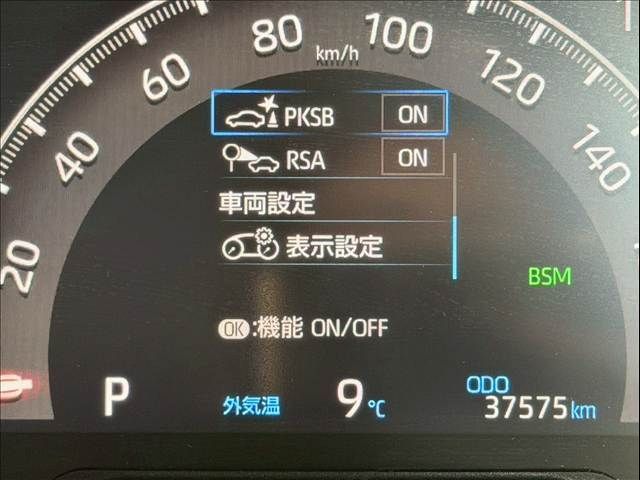 80 100
km/h
60 120
40 140
20
PKSB ON
RSA ON
車両設定
表示設定
BSM
OK:機能 ON/OFF
P 外気温 9℃
ODO
37575km